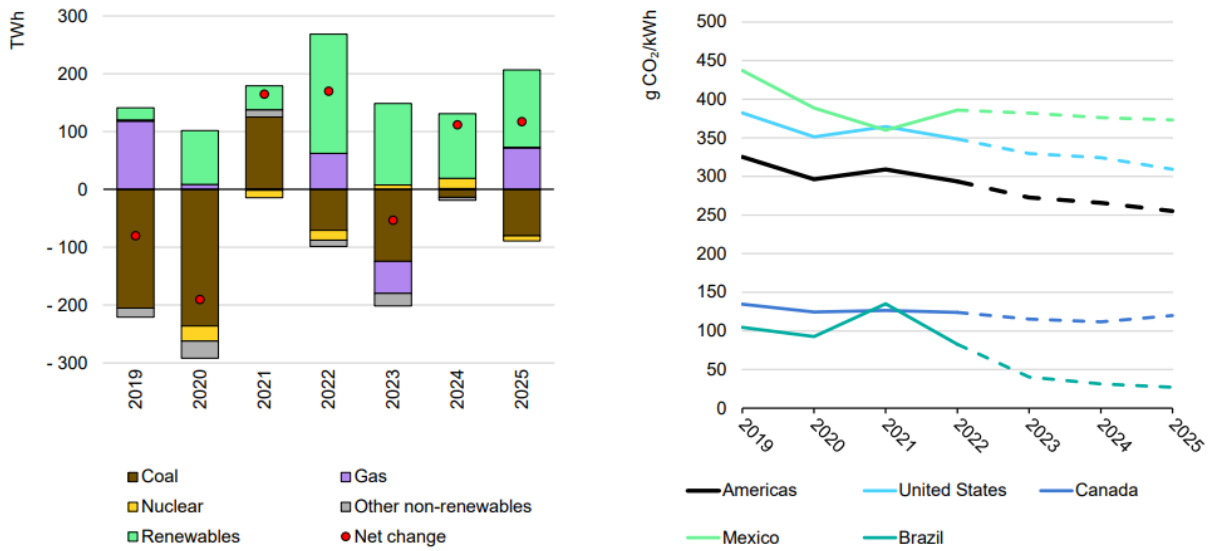 TWh
300
200
100
0
- 100
- 200
- 300
2019
2020
2021
2022
2023
2024
2025
Coal
Gas
Nuclear
Other non-renewables
Renewables
Net change
g CO₂/kWh
500
450
400
350
300
250
200
150
100
50
0
2019
2020
2021
2022
2023
2024
2025
Americas
United States
Canada
Mexico
Brazil